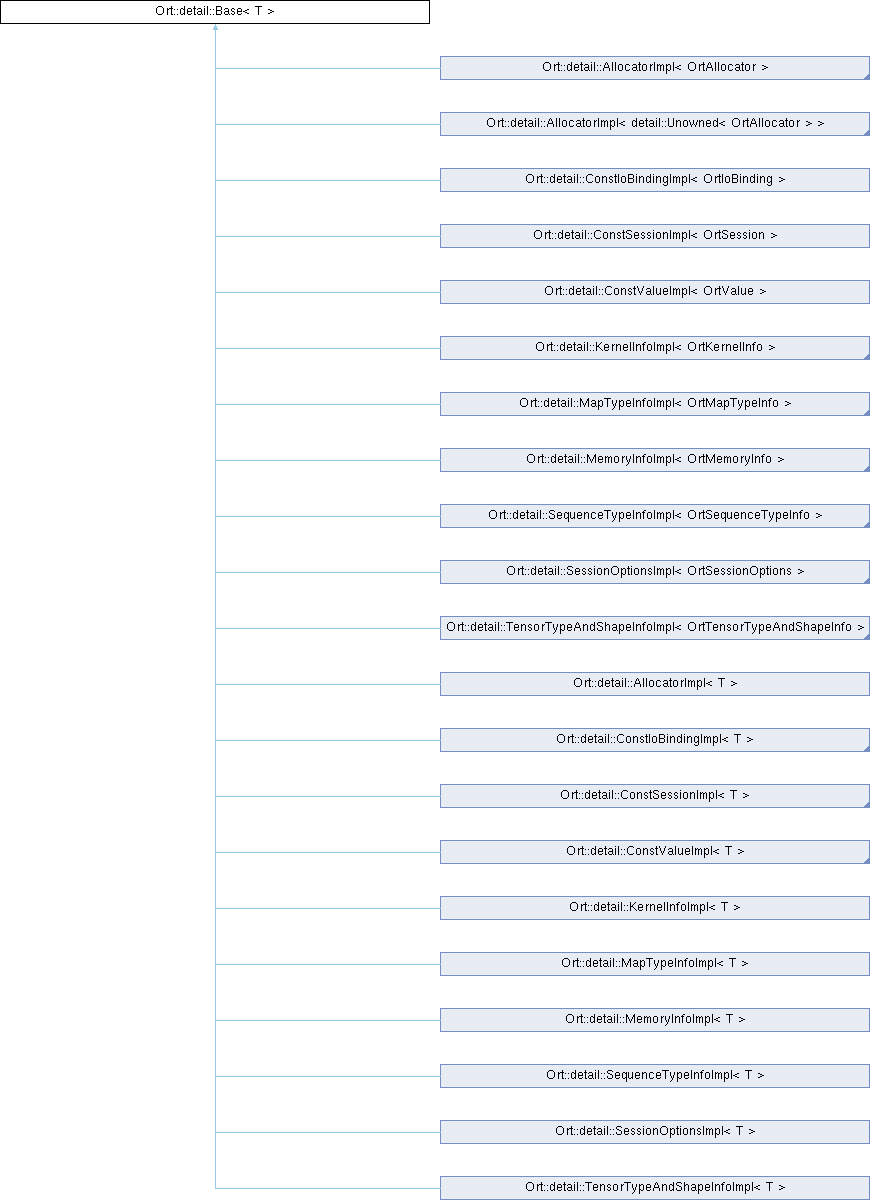 Ort::detail::Base< T >
Ort::detail::AllocatorImpl< OrtAllocator >
Ort::detail::AllocatorImpl< detail::Unowned< OrtAllocator > >
Ort::detail::ConstIoBindingImpl< OrtIoBinding >
Ort::detail::ConstSessionImpl< OrtSession >
Ort::detail::ConstValueImpl< OrtValue >
Ort::detail::KernelInfoImpl< OrtKernelInfo >
Ort::detail::MapTypeInfoImpl< OrtMapTypeInfo >
Ort::detail::MemoryInfoImpl< OrtMemoryInfo >
Ort::detail::SequenceTypeInfoImpl< OrtSequenceTypeInfo >
Ort::detail::SessionOptionsImpl< OrtSessionOptions >
Ort::detail::TensorTypeAndShapeInfoImpl< OrtTensorTypeAndShapeInfo >
Ort::detail::AllocatorImpl< T >
Ort::detail::ConstIoBindingImpl< T >
Ort::detail::ConstSessionImpl< T >
Ort::detail::ConstValueImpl< T >
Ort::detail::KernelInfoImpl< T >
Ort::detail::MapTypeInfoImpl< T >
Ort::detail::MemoryInfoImpl< T >
Ort::detail::SequenceTypeInfoImpl< T >
Ort::detail::SessionOptionsImpl< T >
Ort::detail::TensorTypeAndShapeInfoImpl< T >